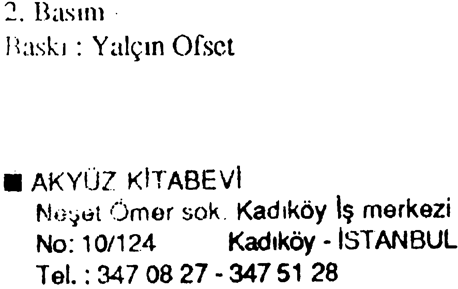 2. Basım
Baskı : Yalçın Ofset
■ AKYÜZ KİTABEVİ
Neşet Ömer sok. Kadıköy İş merkezi
No: 10/124 Kadıköy - İSTANBUL
Tel. : 347 08 27 - 347 51 28